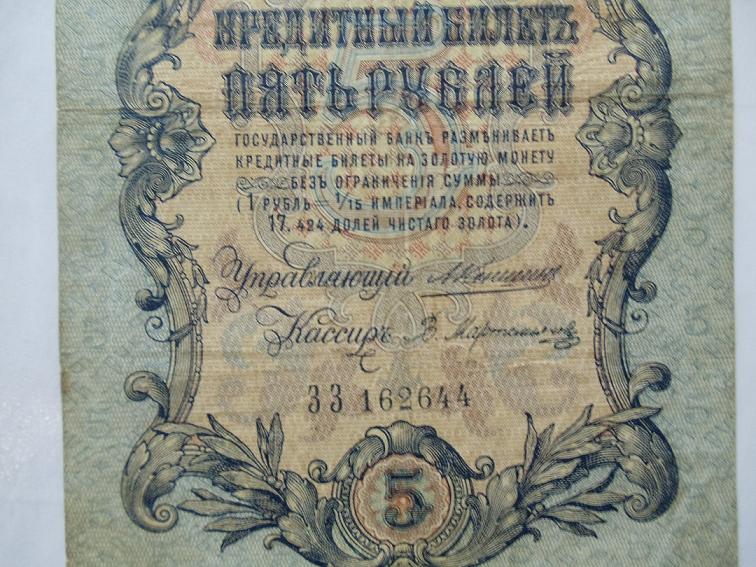 КРЕДИТНЫЙ БИЛЕТЪ
ПЯТЬ РУБЛЕЙ
ГОСУДАРСТВЕННЫЙ БАНКЪ РАЗМѢНИВАЕТЪ
КРЕДИТНЫЕ БИЛЕТЫ НА ЗОЛОТУЮ МОНЕТУ
БЕЗЪ ОГРАНИЧЕНІЯ СУММЫ
(1 РУБЛЬ = 1/15 ИМПЕРІАЛА, СОДЕРЖИТЪ
17,424 ДОЛЕЙ ЧИСТАГО ЗОЛОТА).
Управляющій
Кассиръ
ЗЗ 162644
5